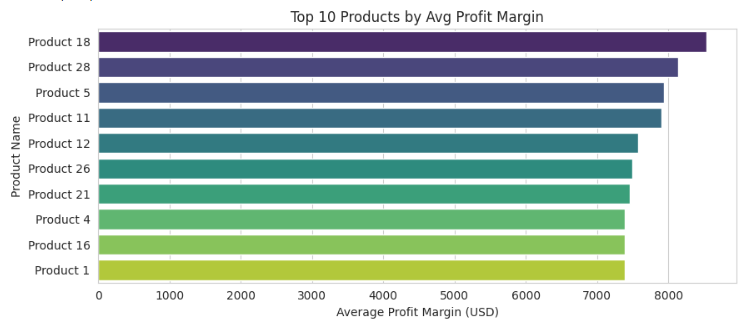 Top 10 Products by Avg Profit Margin
Product Name
Product 18
Product 28
Product 5
Product 11
Product 12
Product 26
Product 21
Product 4
Product 16
Product 1
0 1000 2000 3000 4000 5000 6000 7000 8000
Average Profit Margin (USD)